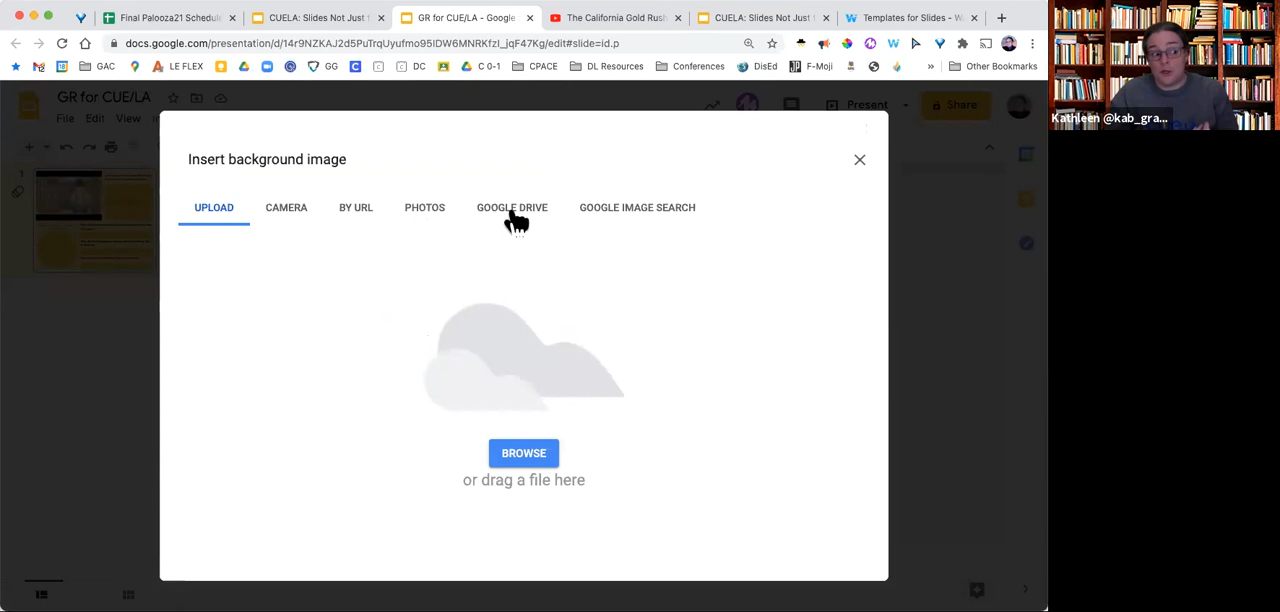 Final Palooza21 Schedul
CUELA: Slides Not Just
GR for CUE/LA - Google
The California Gold Rush
CUELA: Slides Not Just
Templates for Slides - W
docs.google.com/presentation/d/14r9NZKAJ2d5PuTrqUyufmo95IDW6MNRKfzI_jqF47Kg/edit#slide=id.p
GAC
LE FLEX
GG
C 0-1
DC
CPACE
DL Resources
Conferences
DisEd
F-Moji
»
Other Bookmarks
GR for CUE/LA
File Edit View
Present
Share
Kathleen @kab_gra...
Insert background image
UPLOAD CAMERA BY URL PHOTOS GOOGLE DRIVE GOOGLE IMAGE SEARCH
1
BROWSE
or drag a file here